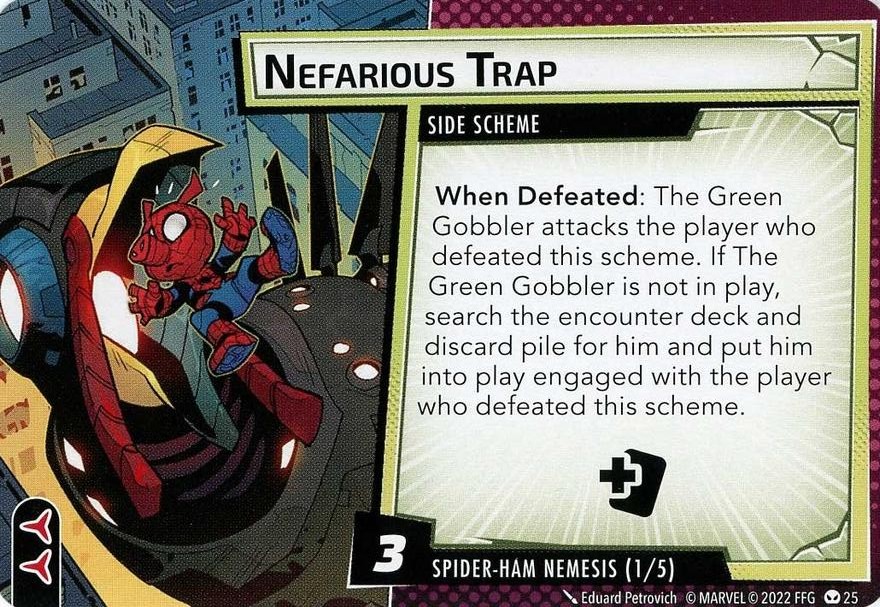 NEFARIOUS TRAP
SIDE SCHEME
When Defeated: The Green
Gobbler attacks the player who
defeated this scheme. If The
Green Gobbler is not in play,
search the encounter deck and
discard pile for him and put him
into play engaged with the player
who defeated this scheme.
3
SPIDER-HAM NEMESIS (1/5)
Eduard Petrovich © MARVEL © 2022 FFG 25